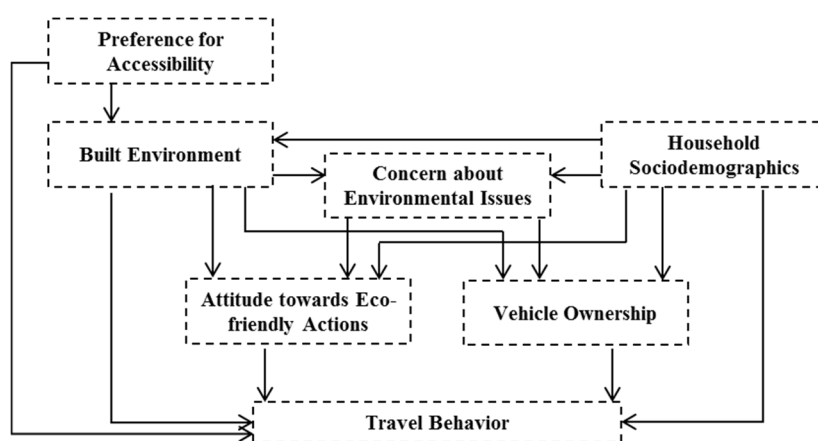 Preference for
Accessibility
Built Environment
Household
Sociodemographics
Concern about
Environmental Issues
Attitude towards Eco-
friendly Actions
Vehicle Ownership
Travel Behavior